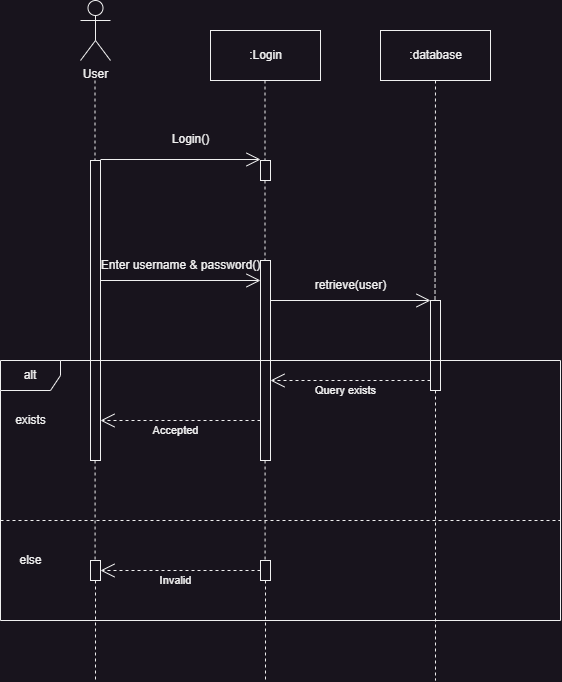 User
:Login
:database
Login()
Enter username & password()
retrieve(user)
alt
Query exists
exists
Accepted
else
Invalid